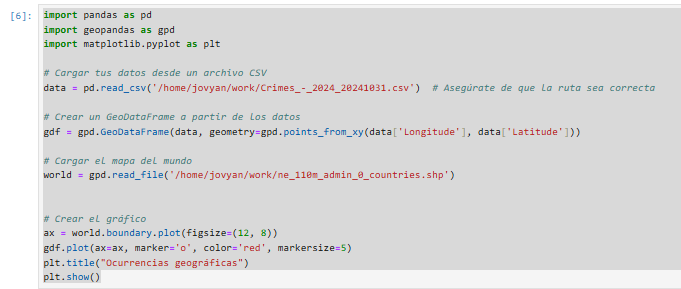 [6]:
import pandas as pd
import geopandas as gpd
import matplotlib.pyplot as plt
# Cargar tus datos desde un archivo CSV
data = pd.read_csv('/home/jovyan/work/Crimes_-_2024_20241031.csv')  # Asegúrate de que la ruta sea correcta
# Crear un GeoDataFrame a partir de los datos
gdf = gpd.GeoDataFrame(data, geometry=gpd.points_from_xy(data['Longitude'], data['Latitude']))
# Cargar el mapa del mundo
world = gpd.read_file('/home/jovyan/work/ne_110m_admin_0_countries.shp')
# Crear el gráfico
ax = world.boundary.plot(figsize=(12, 8))
gdf.plot(ax=ax, marker='o', color='red', markersize=5)
plt.title("Ocurrencias geográficas")
plt.show()